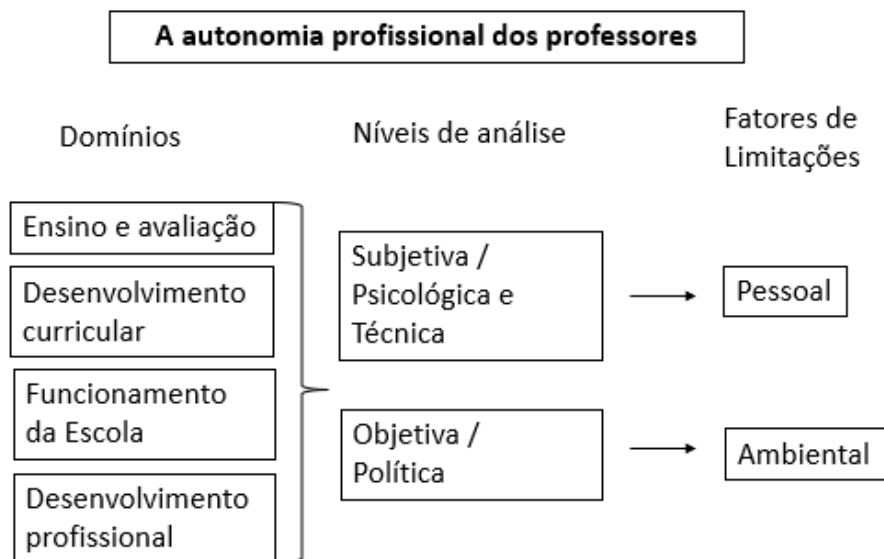 A autonomia profissional dos professores
Domínios
Níveis de análise
Fatores de
Limitações
Ensino e avaliação
Desenvolvimento
curricular
Funcionamento
da Escola
Desenvolvimento
profissional
Subjetiva /
Psicológica e
Técnica
Objetiva /
Política
Pessoal
Ambiental